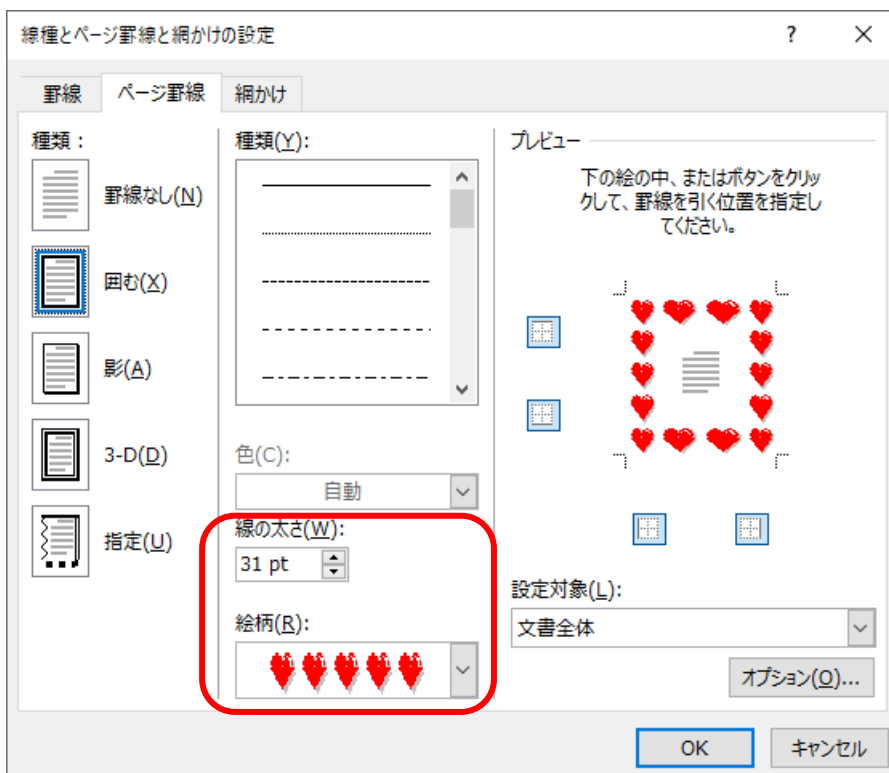 線種とページ罫線と網かけの設定
?
罫線
ページ罫線
網かけ
種類：
罫線なし(N)
囲む(X)
影(A)
3-D(D)
指定(U)
種類(Y):
色(C):
自動
線の太さ(W):
31 pt
絵柄(R):
プレビュー
下の絵の中、またはボタンをクリッ
クして、罫線を引く位置を指定し
てください。
設定対象(L):
文書全体
オプション(O)...
OK
キャンセル